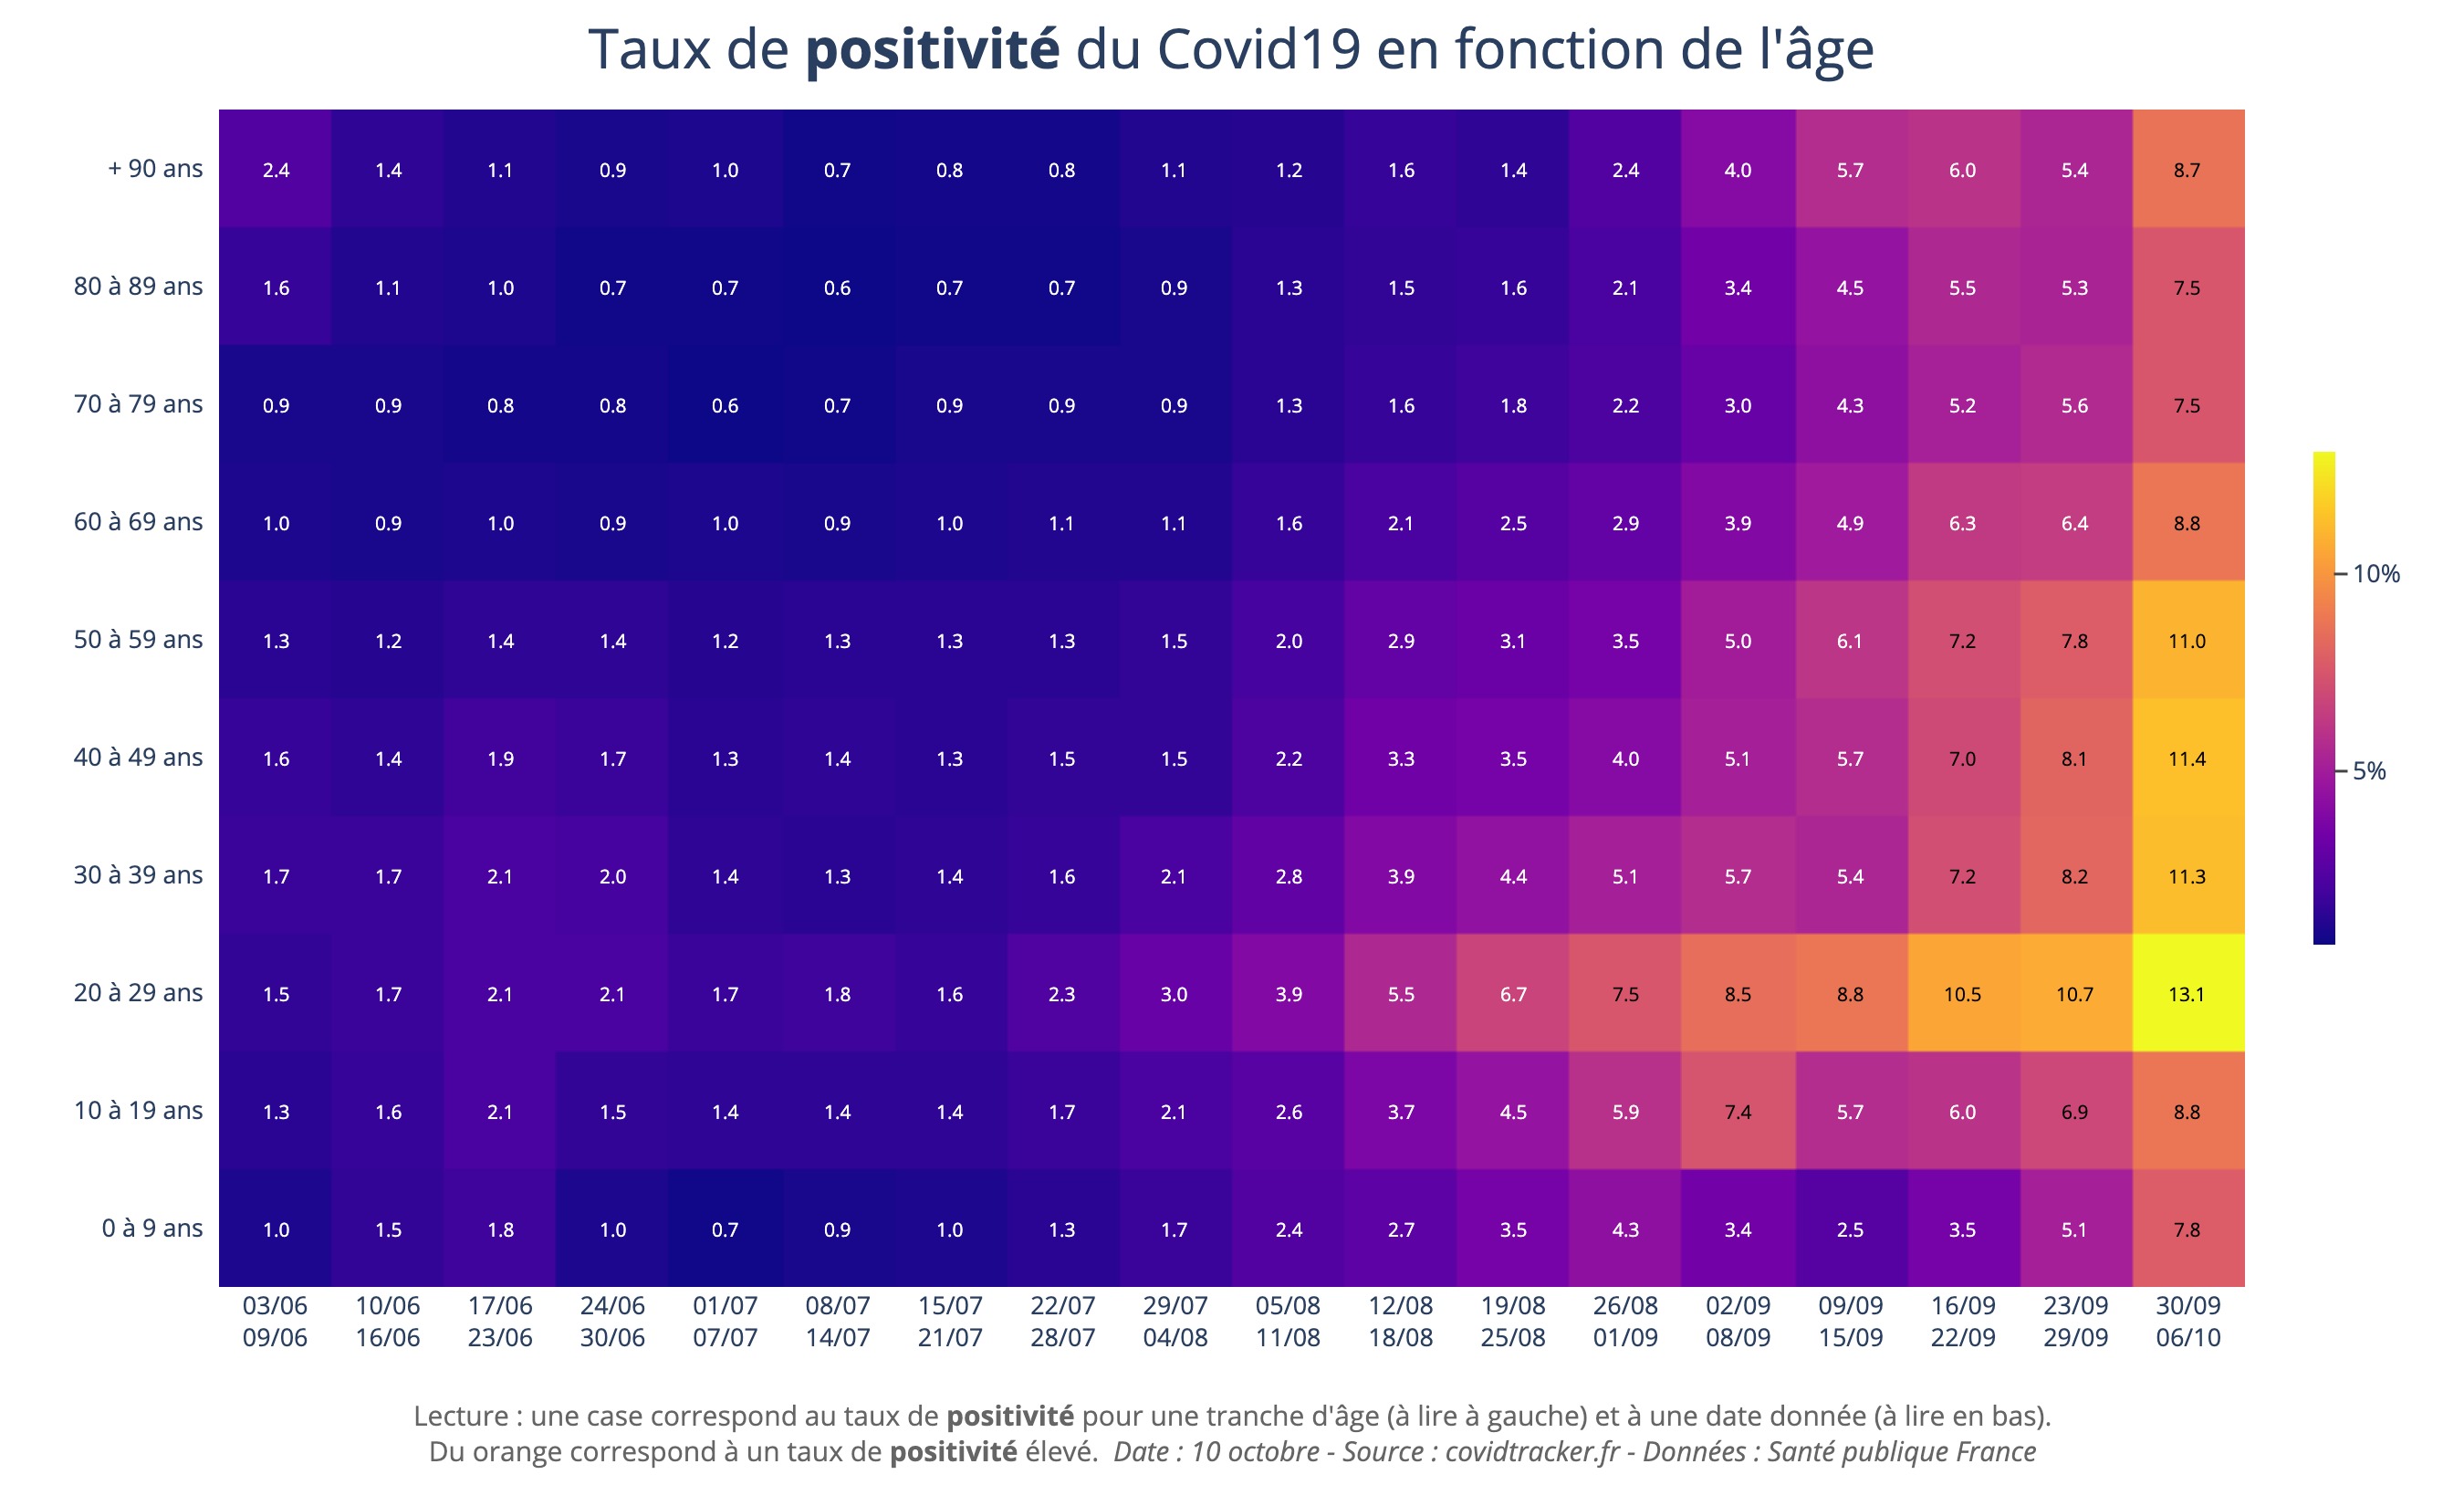 Taux de positivité du Covid19 en fonction de l'âge
+ 90 ans 2.4 1.4 1.1 0.9 1.0 0.7 0.8 0.8 1.1 1.2 1.6 1.4 2.4 4.0 5.7 6.0 5.4 8.7
80 à 89 ans 1.6 1.1 1.0 0.7 0.7 0.6 0.7 0.7 0.9 1.3 1.5 1.6 2.1 3.4 4.5 5.5 5.3 7.5
70 à 79 ans 0.9 0.9 0.8 0.8 0.6 0.7 0.9 0.9 0.9 1.3 1.6 1.8 2.2 3.0 4.3 5.2 5.6 7.5
60 à 69 ans 1.0 0.9 1.0 0.9 1.0 0.9 1.0 1.1 1.1 1.6 2.1 2.5 2.9 3.9 4.9 6.3 6.4 8.8
10%
50 à 59 ans 1.3 1.2 1.4 1.4 1.2 1.3 1.3 1.3 1.5 2.0 2.9 3.1 3.5 5.0 6.1 7.2 7.8 11.0
40 à 49 ans 1.6 1.4 1.9 1.7 1.3 1.4 1.3 1.5 1.5 2.2 3.3 3.5 4.0 5.1 5.7 7.0 8.1 11.4
5%
30 à 39 ans 1.7 1.7 2.1 2.0 1.4 1.3 1.4 1.6 2.1 2.8 3.9 4.4 5.1 5.7 5.4 7.2 8.2 11.3
20 à 29 ans 1.5 1.7 2.1 2.1 1.7 1.8 1.6 2.3 3.0 3.9 5.5 6.7 7.5 8.5 8.8 10.5 10.7 13.1
10 à 19 ans 1.3 1.6 2.1 1.5 1.4 1.4 1.4 1.7 2.1 2.6 3.7 4.5 5.9 7.4 5.7 6.0 6.9 8.8
0 à 9 ans 1.0 1.5 1.8 1.0 0.7 0.9 1.0 1.3 1.7 2.4 2.7 3.5 4.3 3.4 2.5 3.5 5.1 7.8
03/06 10/06 17/06 24/06 01/07 08/07 15/07 22/07 29/07 05/08 12/08 19/08 26/08 02/09 09/09 16/09 23/09 30/09
09/06 16/06 23/06 30/06 07/07 14/07 21/07 28/07 04/08 11/08 18/08 25/08 01/09 08/09 15/09 22/09 29/09 06/10
Lecture : une case correspond au taux de positivité pour une tranche d'âge (à lire à gauche) et à une date donnée (à lire en bas).
Du orange correspond à un taux de positivité élevé. Date : 10 octobre - Source : covidtracker.fr - Données : Santé publique France